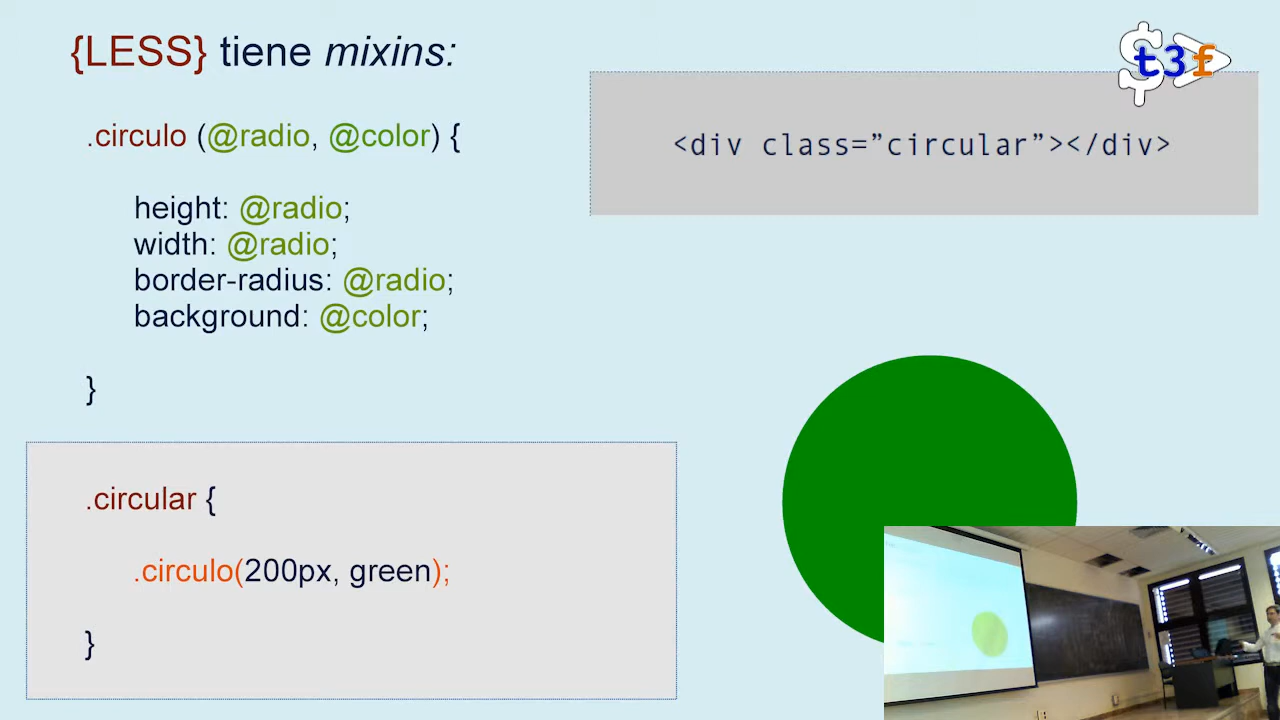 {LESS} tiene mixins:
$ t3f
.circulo (@radio, @color) {
height: @radio;
width: @radio;
border-radius: @radio;
background: @color;
}
<div class=”circular”></div>
.circular {
.circulo(200px, green);
}